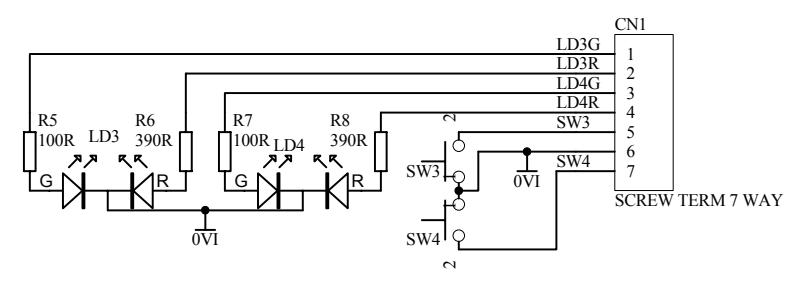 CN1
LD3G
1
LD3R
2
LD4G
3
LD4R
4
SW3
5
6
SW4
7
SCREW TERM 7 WAY
R5
100R
LD3
R6
390R
R7
100R
LD4
R8
390R
G
R
G
R
0VI
2
SW3
0VI
SW4
2